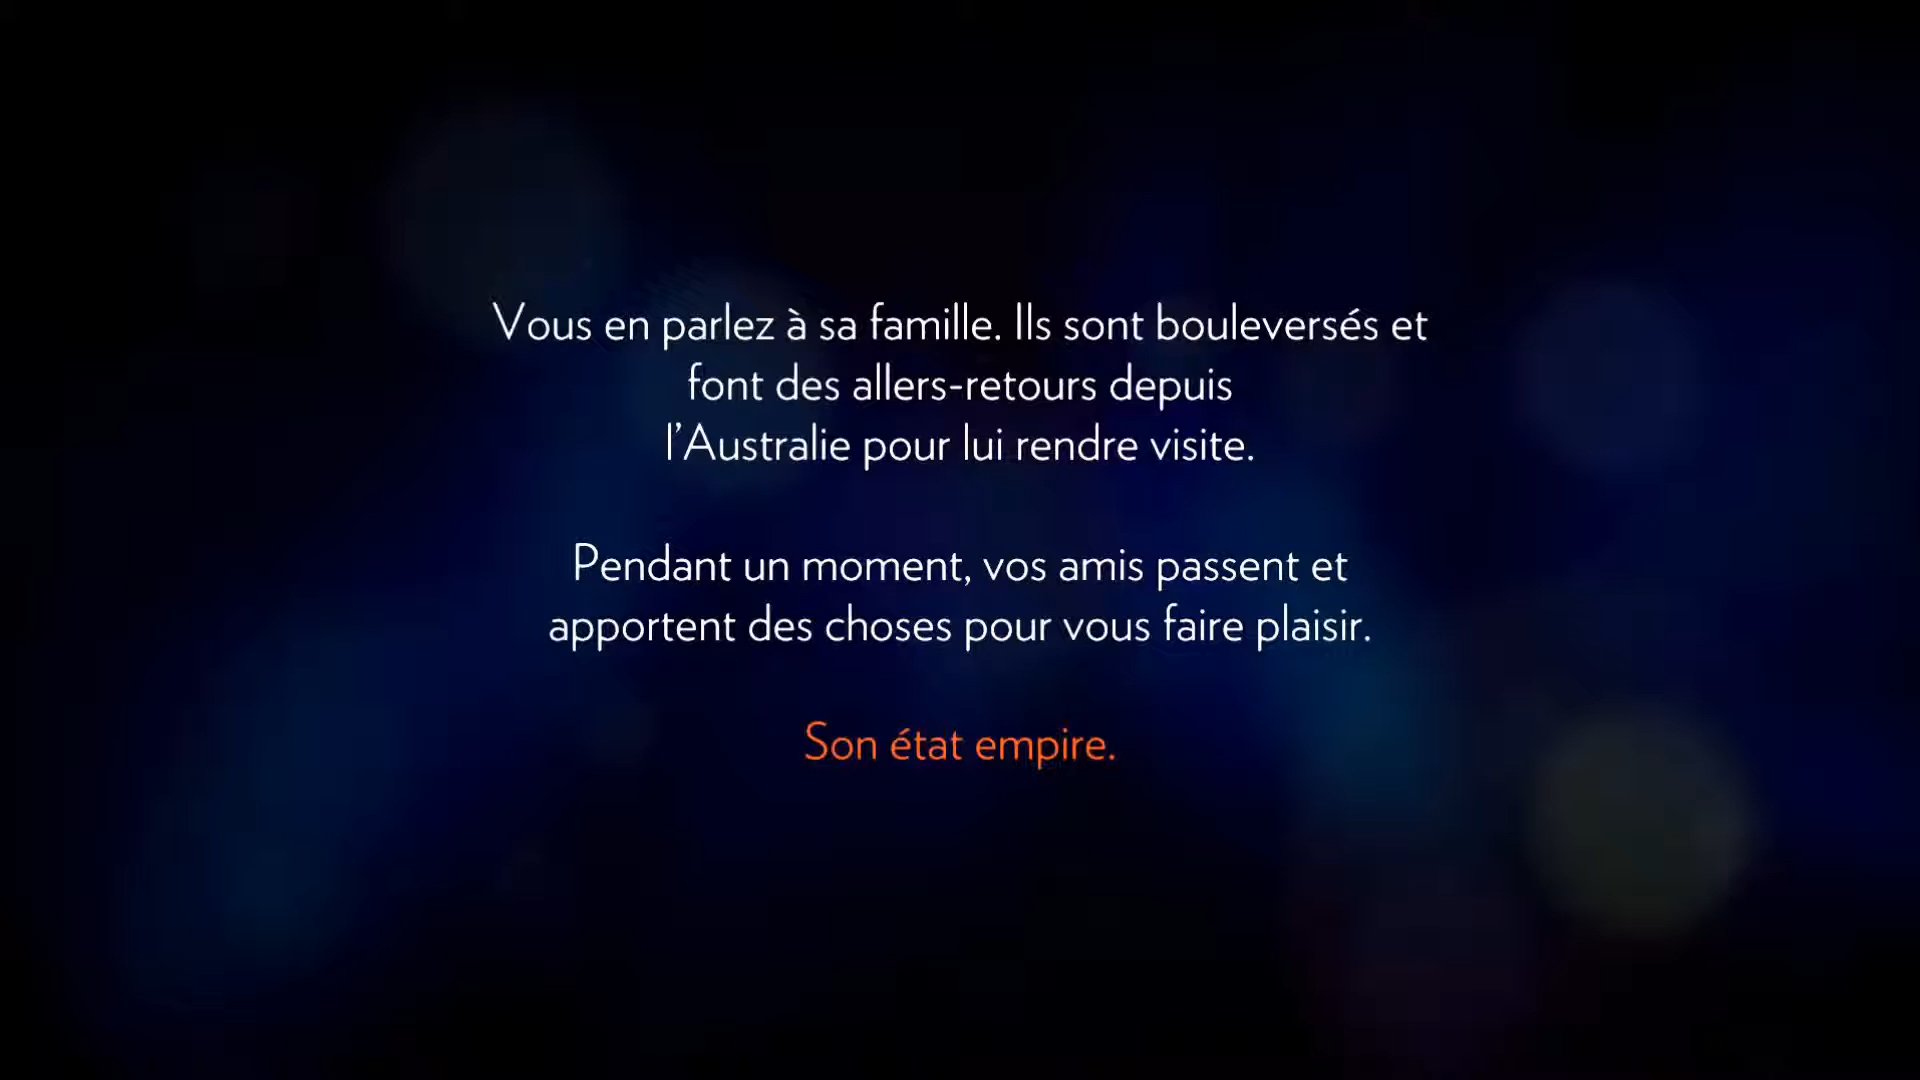 Vous en parlez à sa famille. Ils sont bouleversés et
font des allers-retours depuis
l’Australie pour lui rendre visite.
Pendant un moment, vos amis passent et
apportent des choses pour vous faire plaisir.
Son état empire.